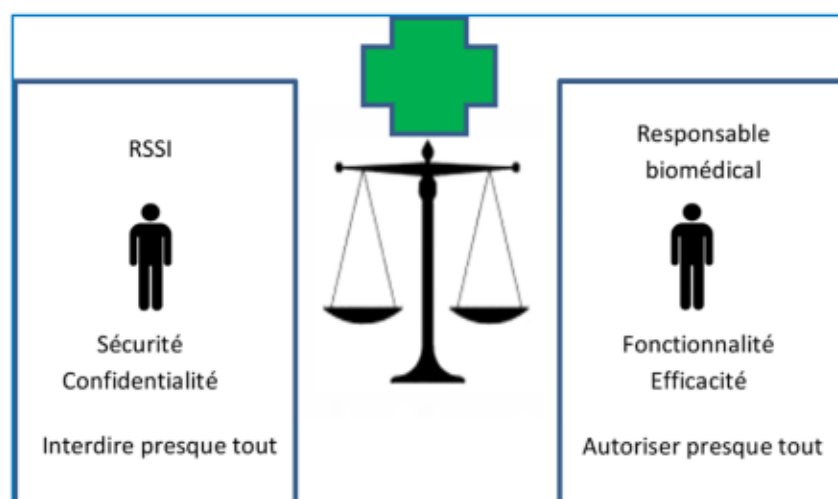 RSSI
Sécurité
Confidentialité
Interdire presque tout
Responsable
biomédical
Fonctionnalité
Efficacité
Autoriser presque tout